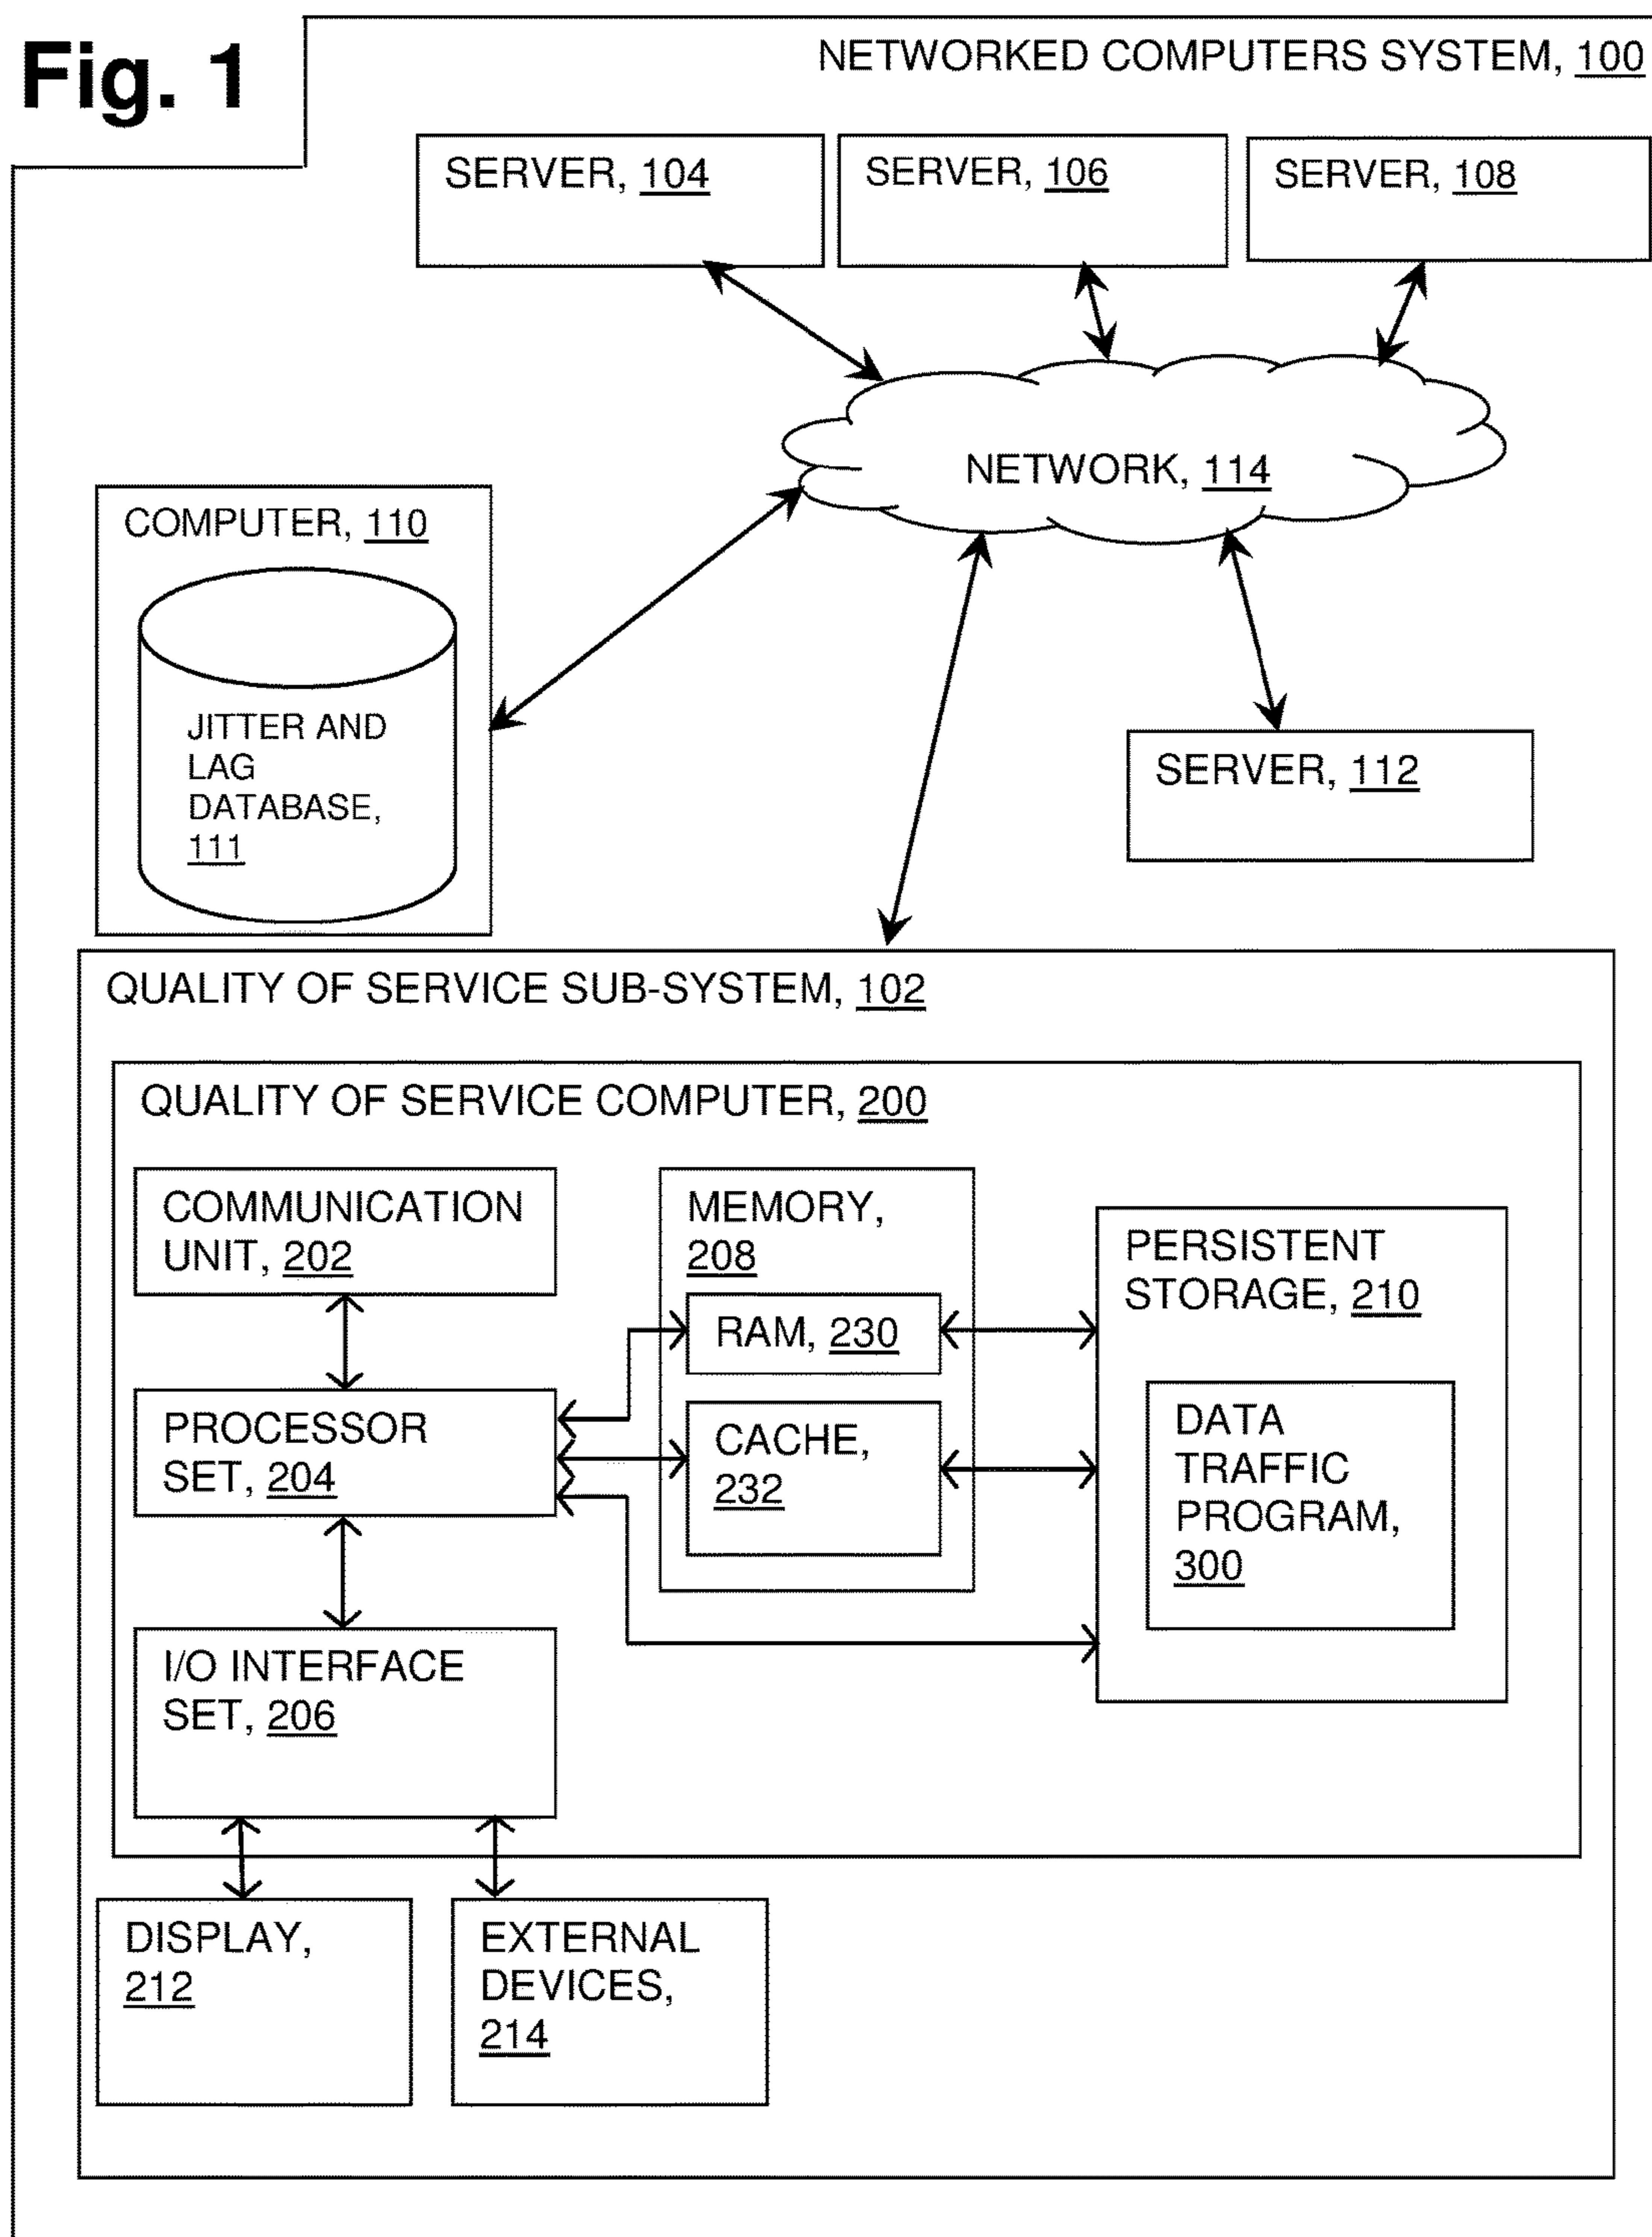 Fig. 1
NETWORKED COMPUTERS SYSTEM, 100
SERVER, 104
SERVER, 106
SERVER, 108
NETWORK, 114
COMPUTER, 110
JITTER AND
LAG
DATABASE,
111
SERVER, 112
QUALITY OF SERVICE SUB-SYSTEM, 102
QUALITY OF SERVICE COMPUTER, 200
COMMUNICATION
UNIT, 202
MEMORY,
208
PERSISTENT
STORAGE, 210
RAM, 230
PROCESSOR
SET, 204
CACHE,
232
DATA
TRAFFIC
PROGRAM,
300
I/O INTERFACE
SET, 206
DISPLAY,
212
EXTERNAL
DEVICES,
214